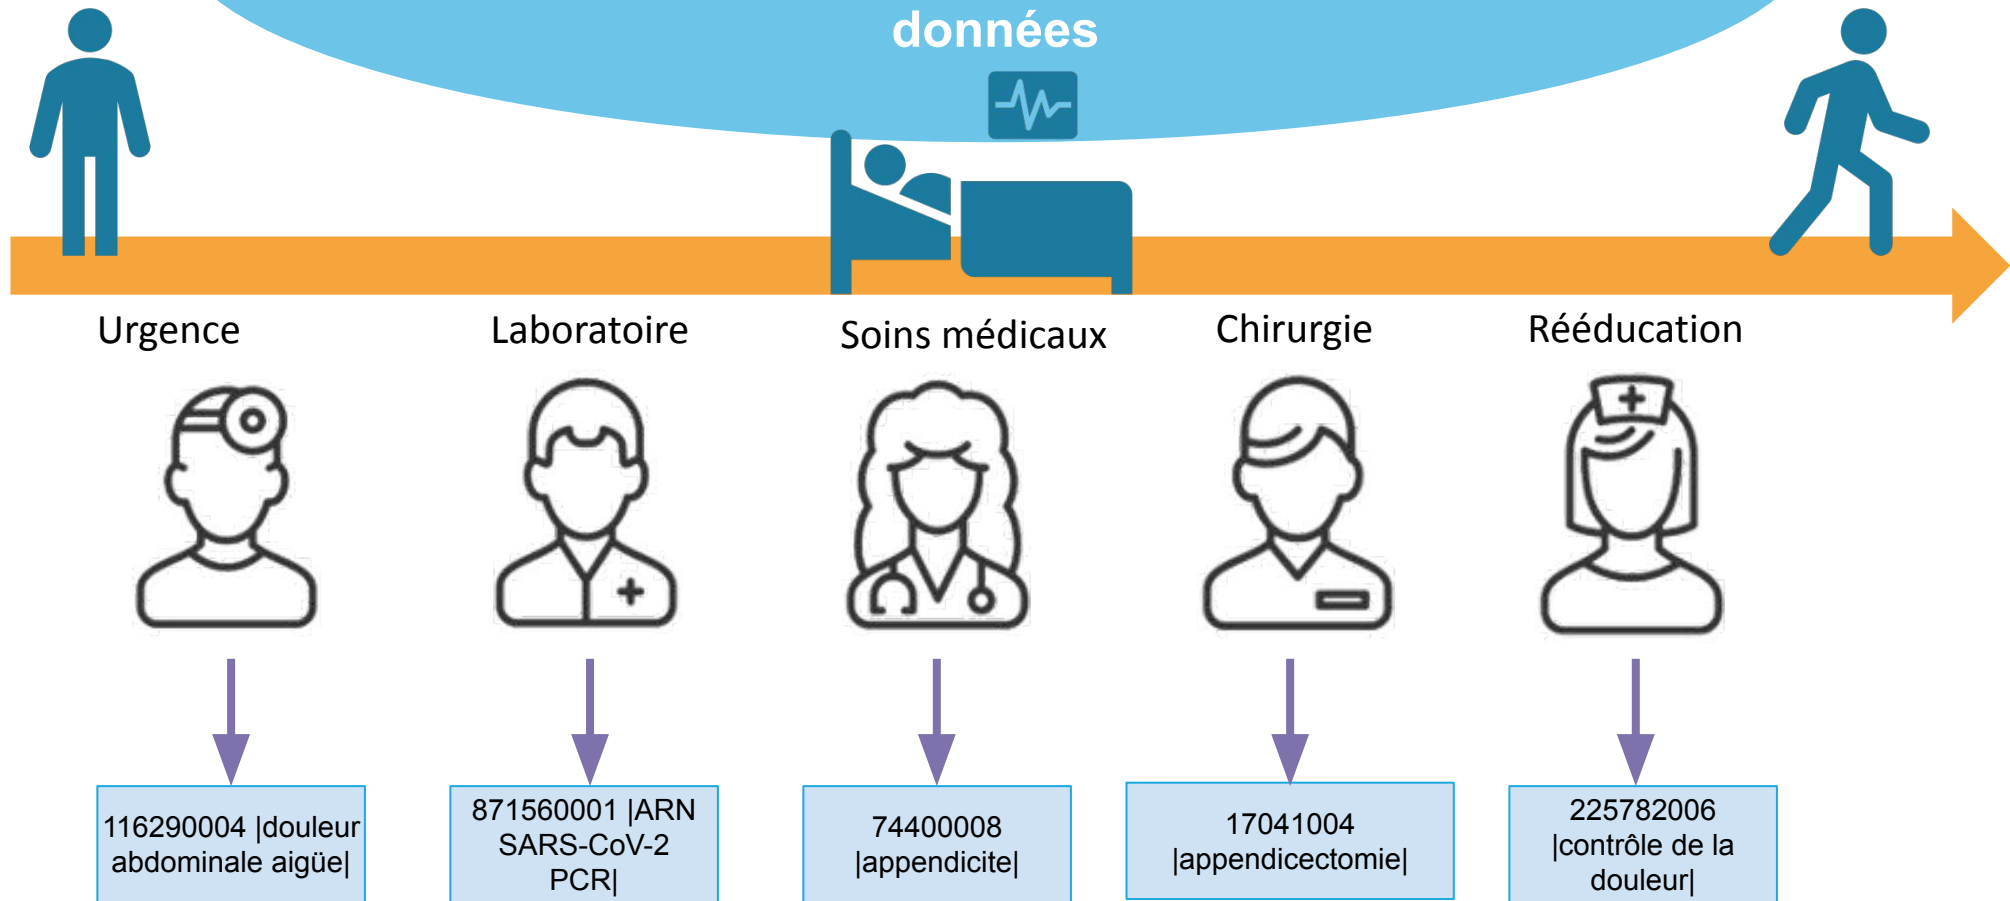 données
Urgence
Laboratoire
Soins médicaux
Chirurgie
Rééducation
116290004 |douleur
abdominale aigüe|
871560001 |ARN
SARS-CoV-2
PCR|
74400008
|appendicite|
17041004
|appendicectomie|
225782006
|contrôle de la
douleur|